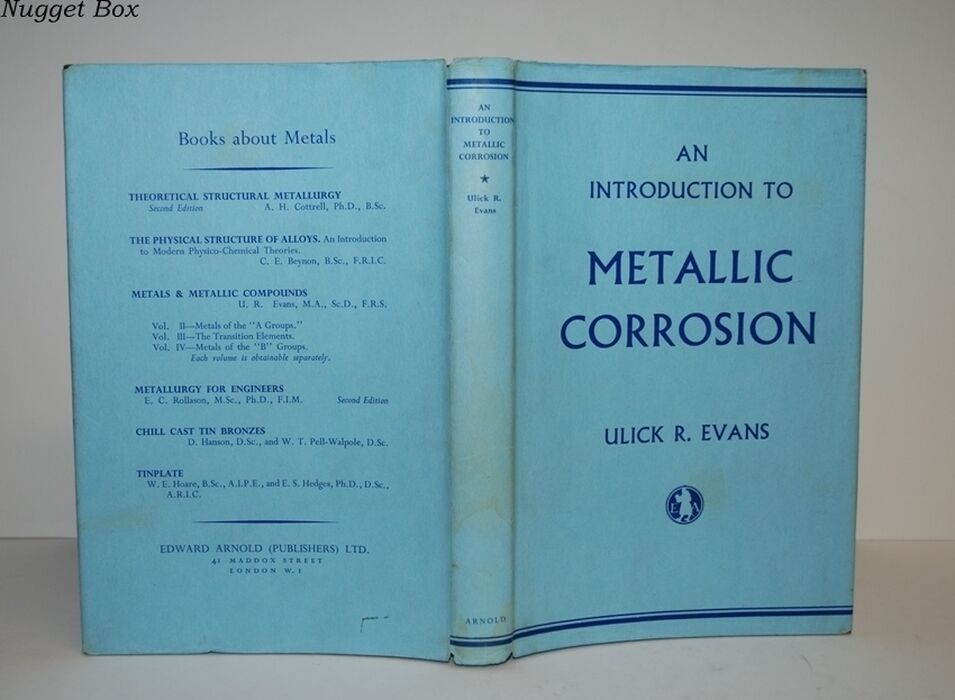 Nugget Box
Books about Metals
THEORETICAL STRUCTURAL METALLURGY
Second Edition A. H. Cottrell, Ph.D., B.Sc.
THE PHYSICAL STRUCTURE OF ALLOYS. An Introduction
to Modern Physico-Chemical Theories.
C. E. Beynon, B.Sc., F.R.I.C.
METALS & METALLIC COMPOUNDS
U. R. Evans, M.A., Sc.D., F.R.S.
Vol. II—Metals of the "A Groups."
Vol. III—The Transition Elements.
Vol. IV—Metals of the "B" Groups.
Each volume is obtainable separately.
METALLURGY FOR ENGINEERS
E. C. Rollason, M.Sc., Ph.D., F.I.M. Second Edition
CHILL CAST TIN BRONZES
D. Hanson, D.Sc., and W. T. Pell-Walpole, D.Sc.
TINPLATE
W. E. Hoare, B.Sc., A.I.P.E., and E. S. Hedges, Ph.D., D.Sc.,
A.R.I.C.
EDWARD ARNOLD (PUBLISHERS) LTD.
41 MADDOX STREET
LONDON W.1
AN
INTRODUCTION
TO
METALLIC
CORROSION
★
Ulick R.
Evans
ARNOLD
AN
INTRODUCTION TO
METALLIC
CORROSION
ULICK R. EVANS
E A